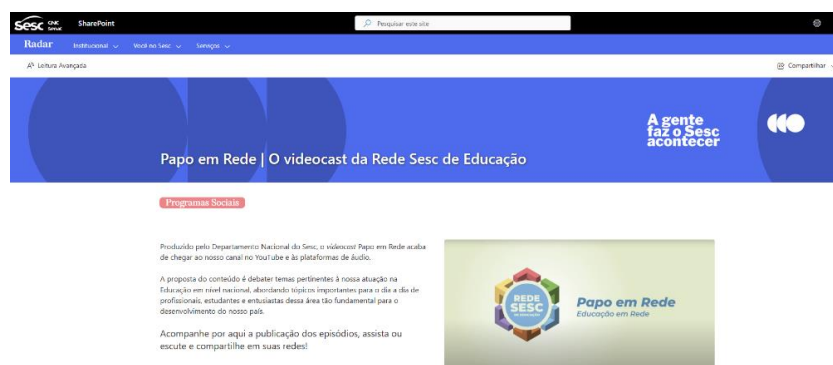 Sesc CNC Senac SharePoint Pesquisar este site
Radar Institucional Você no Sesc Serviços
Leitura Avançada Compartilhar
A gente
faz o Sesc
acontecer
Papo em Rede | O videocast da Rede Sesc de Educação
Programas Sociais
Produzido pelo Departamento Nacional do Sesc, o videocast Papo em Rede acaba
de chegar ao nosso canal no YouTube e às plataformas de áudio.
A proposta do conteúdo é debater temas pertinentes à nossa atuação na
Educação em nível nacional, abordando tópicos importantes para o dia a dia de
profissionais, estudantes e entusiastas dessa área tão fundamental para o
desenvolvimento do nosso país.
Acompanhe por aqui a publicação dos episódios, assista ou
escute e compartilhe em suas redes!
REDE
SESC
DE EDUCAÇÃO
Papo em Rede
Educação em Rede